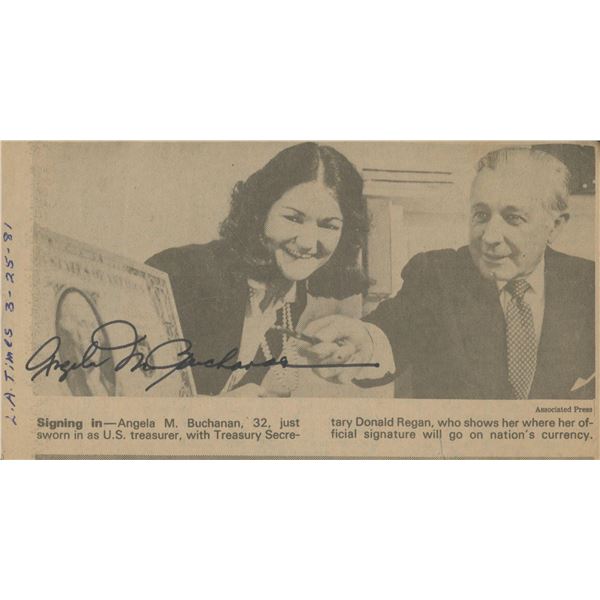 L.A. Times 3-25-81
Angela M Buchanan
Associated Press
Signing in—Angela M. Buchanan, 32, just
sworn in as U.S. treasurer, with Treasury Secre-
tary Donald Regan, who shows her where her of-
ficial signature will go on nation's currency.